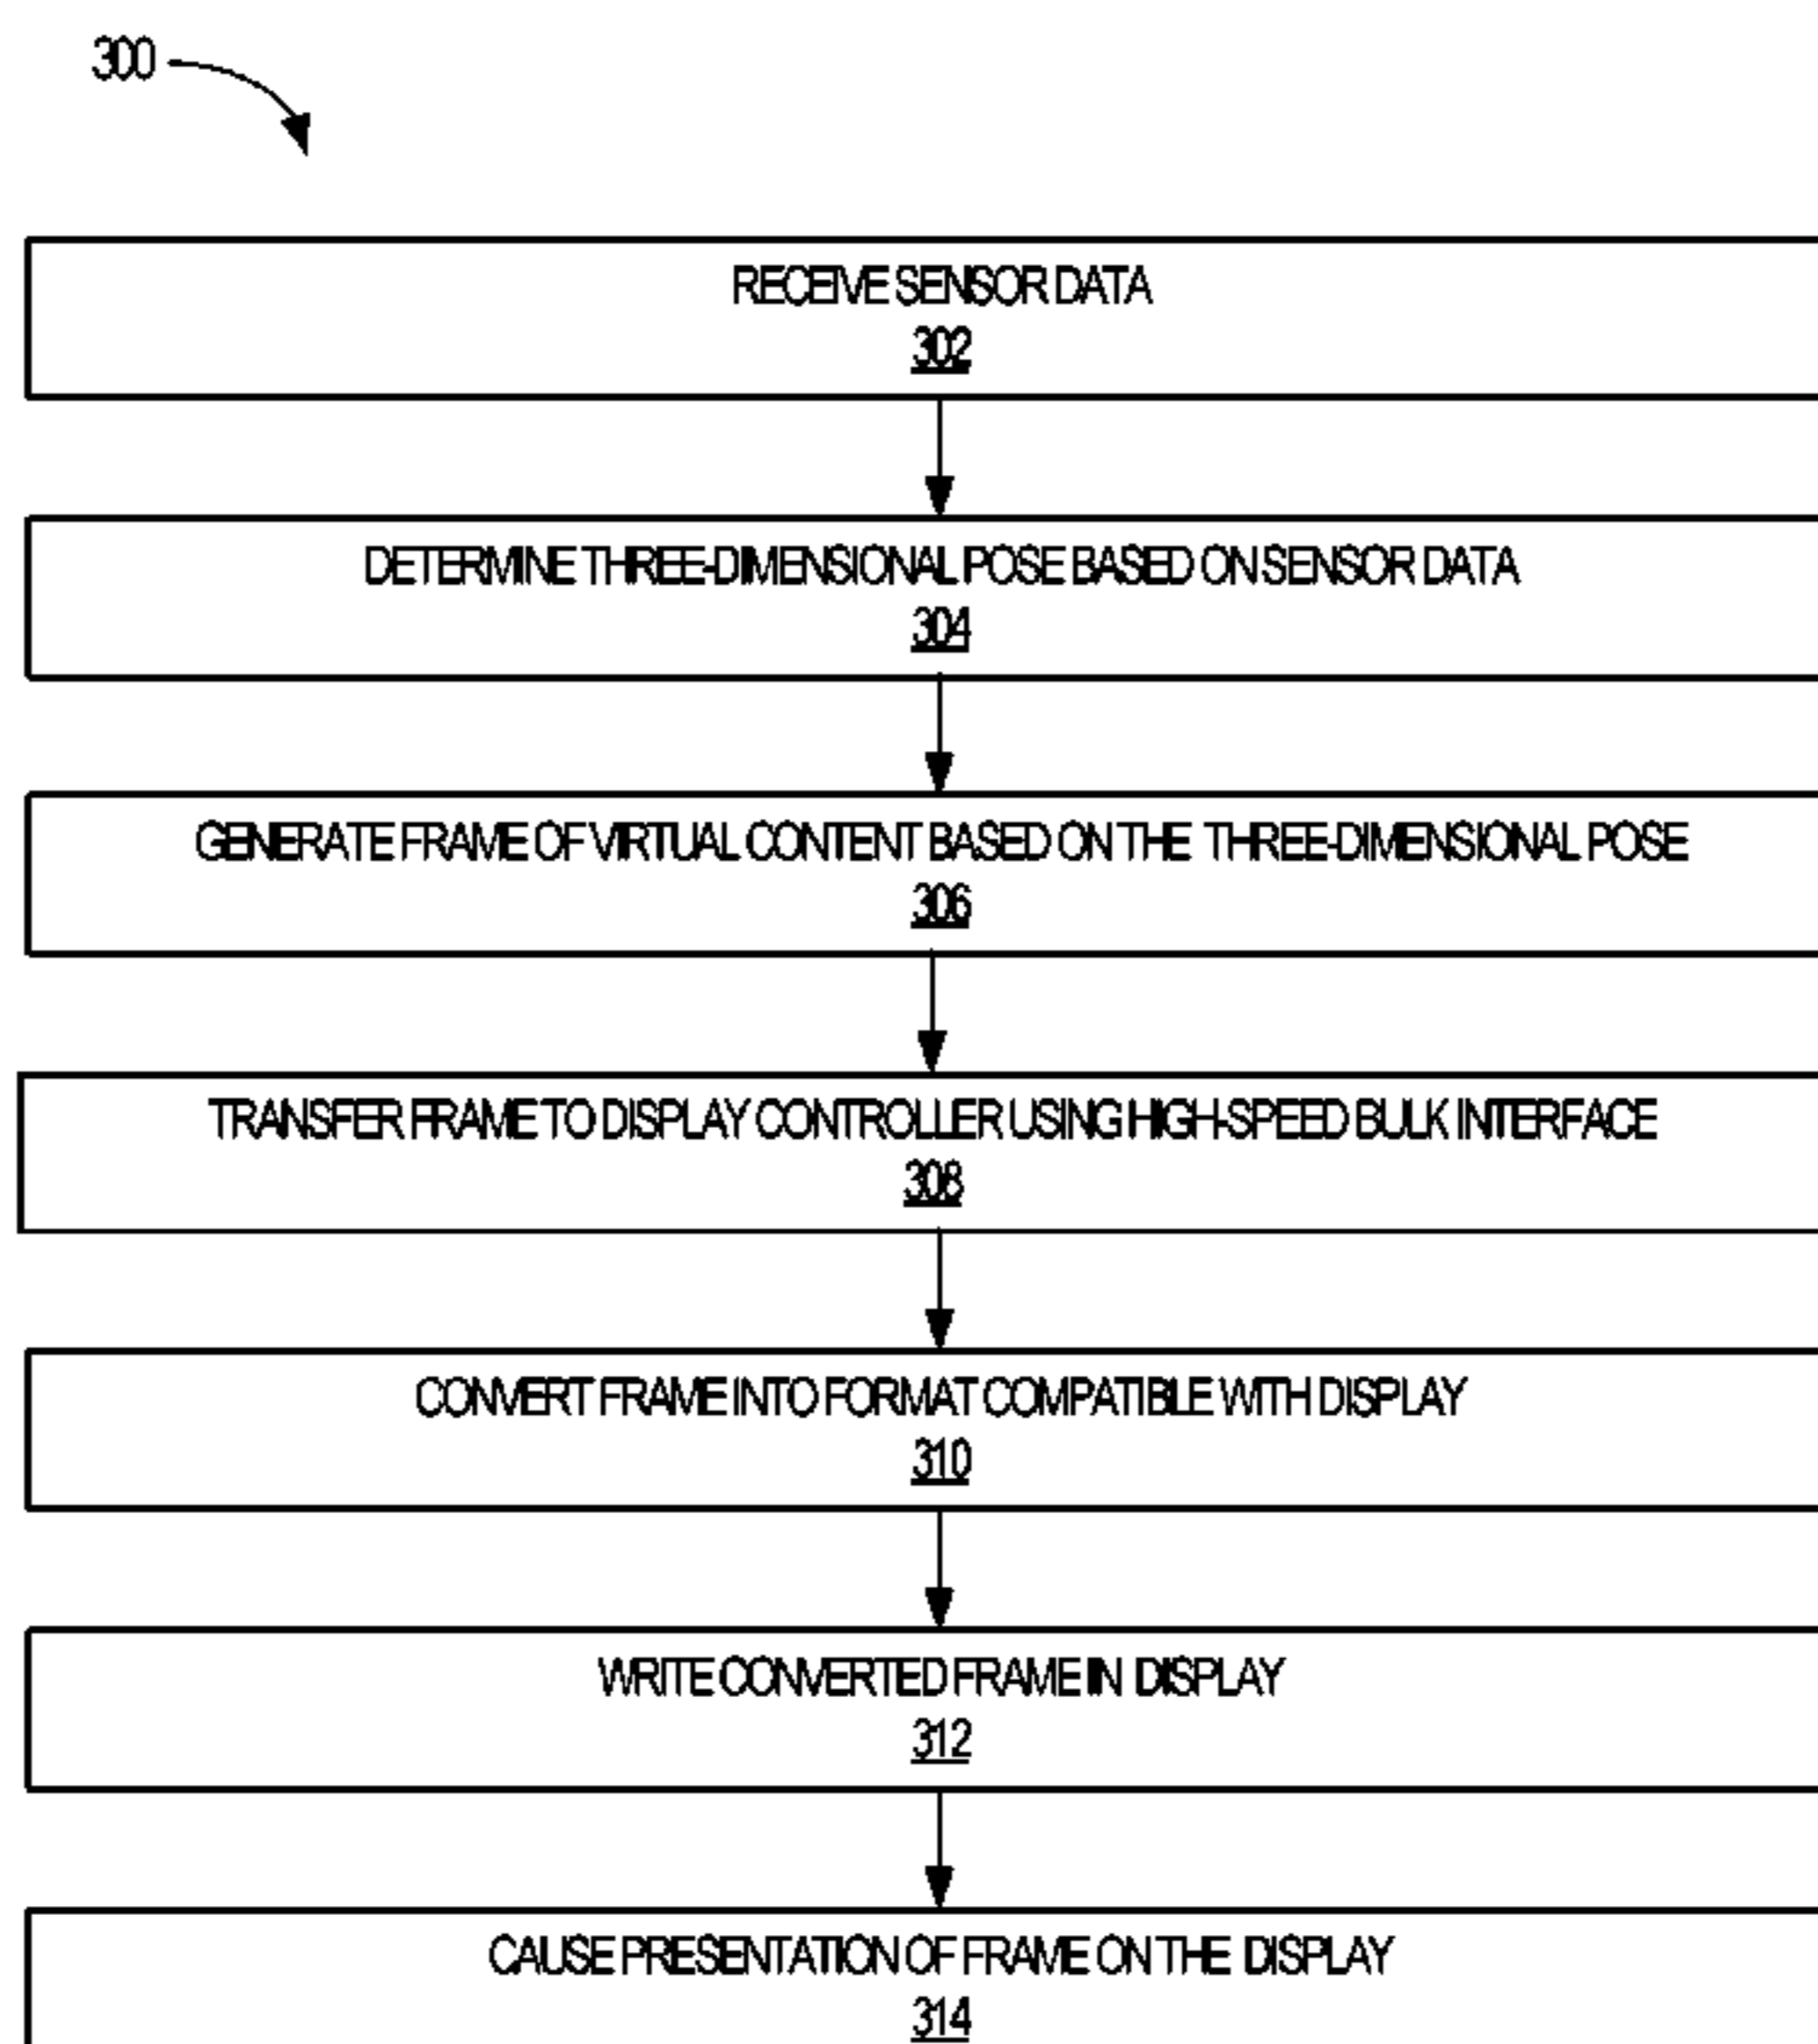 300
RECEIVE SENSOR DATA
302
DETERMINE THREE-DIMENSIONAL POSE BASED ON SENSOR DATA
304
GENERATE FRAME OF VIRTUAL CONTENT BASED ON THE THREE-DIMENSIONAL POSE
306
TRANSFER FRAME TO DISPLAY CONTROLLER USING HIGH-SPEED BULK INTERFACE
308
CONVERT FRAME INTO FORMAT COMPATIBLE WITH DISPLAY
310
WRITE CONVERTED FRAME IN DISPLAY
312
CAUSE PRESENTATION OF FRAME ON THE DISPLAY
314